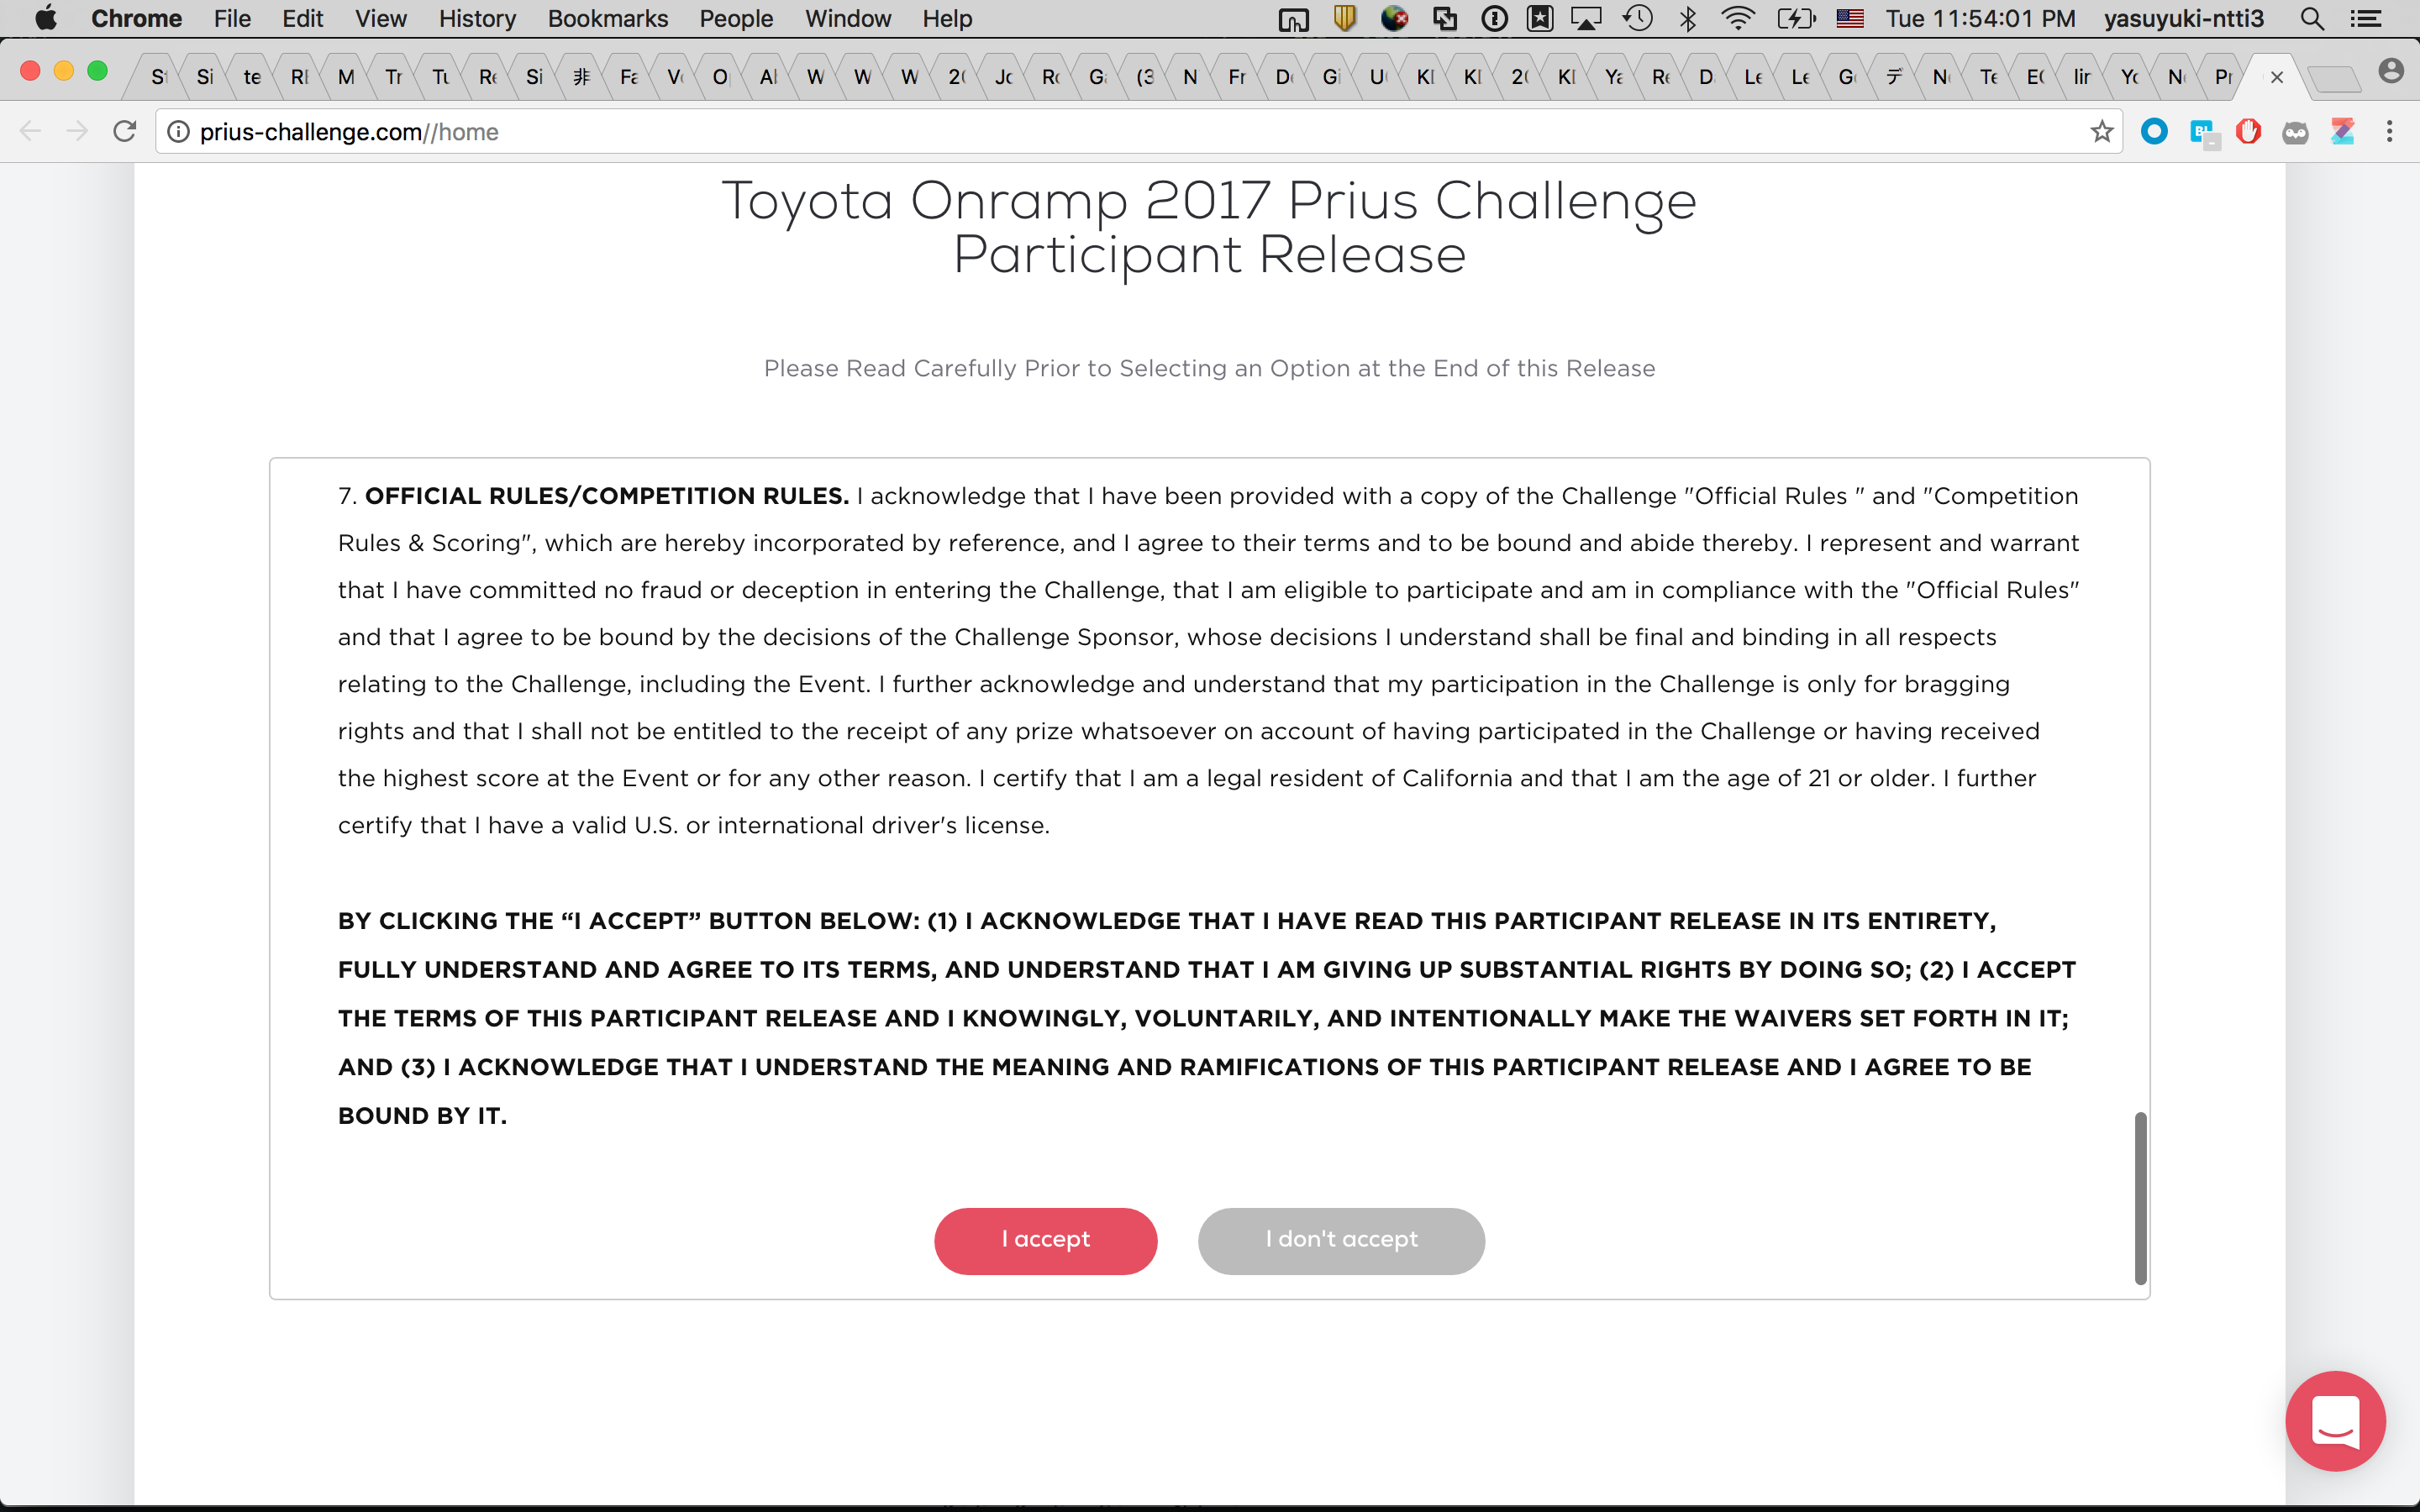 Chrome File Edit View History Bookmarks People Window Help Tue 11:54:01 PM yasuyuki-ntti3
Si te RE M Tr Tu Re Si 非 Fa V O W W W 2( Jc G (3 N Fr D Gi U 2( Ya Re D Le Le G デ N Te lir Yo N Pr
prius-challenge.com//home
Toyota Onramp 2017 Prius Challenge
Participant Release
Please Read Carefully Prior to Selecting an Option at the End of this Release
7. OFFICIAL RULES/COMPETITION RULES. I acknowledge that I have been provided with a copy of the Challenge "Official Rules " and "Competition
Rules & Scoring", which are hereby incorporated by reference, and I agree to their terms and to be bound and abide thereby. I represent and warrant
that I have committed no fraud or deception in entering the Challenge, that I am eligible to participate and am in compliance with the "Official Rules"
and that I agree to be bound by the decisions of the Challenge Sponsor, whose decisions I understand shall be final and binding in all respects
relating to the Challenge, including the Event. I further acknowledge and understand that my participation in the Challenge is only for bragging
rights and that I shall not be entitled to the receipt of any prize whatsoever on account of having participated in the Challenge or having received
the highest score at the Event or for any other reason. I certify that I am a legal resident of California and that I am the age of 21 or older. I further
certify that I have a valid U.S. or international driver's license.
BY CLICKING THE “I ACCEPT” BUTTON BELOW: (1) I ACKNOWLEDGE THAT I HAVE READ THIS PARTICIPANT RELEASE IN ITS ENTIRETY,
FULLY UNDERSTAND AND AGREE TO ITS TERMS, AND UNDERSTAND THAT I AM GIVING UP SUBSTANTIAL RIGHTS BY DOING SO; (2) I ACCEPT
THE TERMS OF THIS PARTICIPANT RELEASE AND I KNOWINGLY, VOLUNTARILY, AND INTENTIONALLY MAKE THE WAIVERS SET FORTH IN IT;
AND (3) I ACKNOWLEDGE THAT I UNDERSTAND THE MEANING AND RAMIFICATIONS OF THIS PARTICIPANT RELEASE AND I AGREE TO BE
BOUND BY IT.
I accept I don't accept